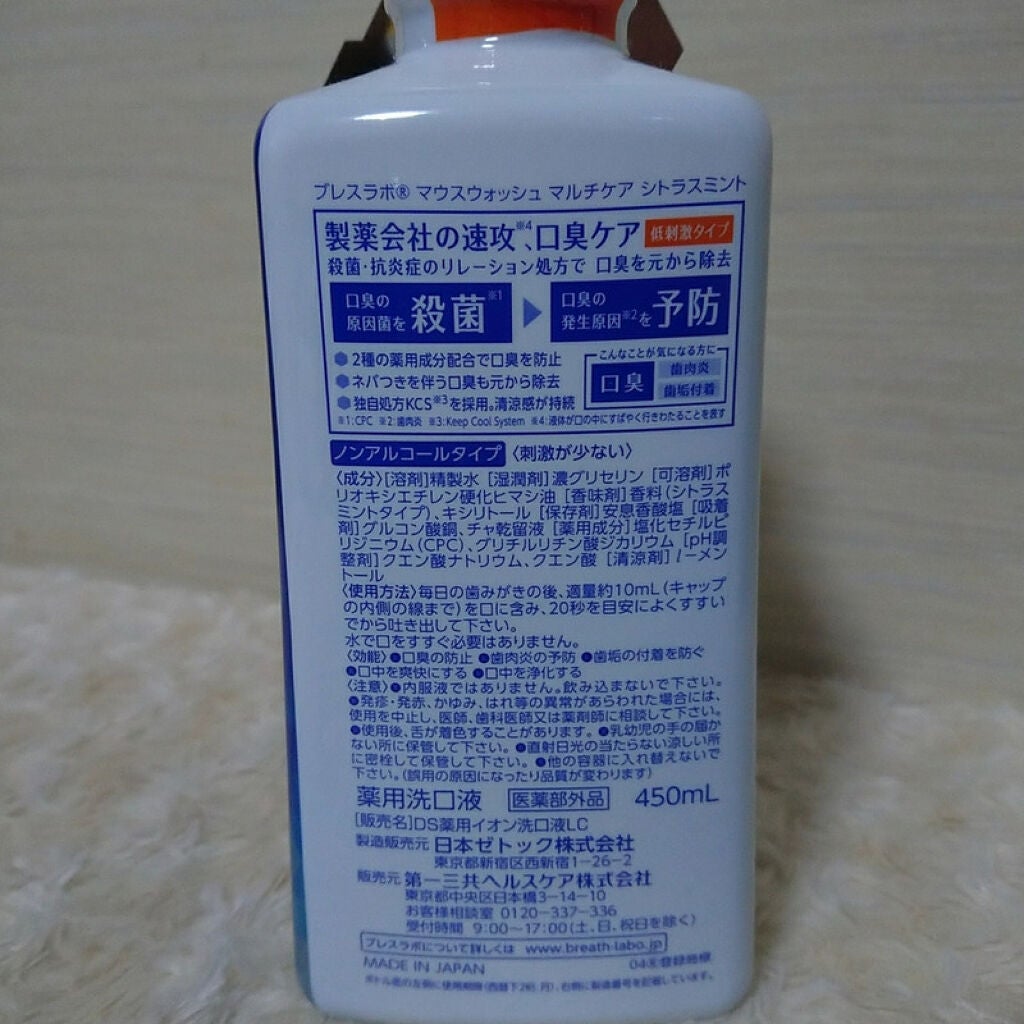 ブレスラボ® マウスウォッシュ マルチケア シトラスミント
製薬会社の速攻※4、口臭ケア 低刺激タイプ
殺菌・抗炎症のリレーション処方で 口臭を元から除去
口臭の
原因菌を 殺菌※1
口臭の
発生原因※2を 予防
●2種の薬用成分配合で口臭を防止
●ネバつきを伴う口臭も元から除去
●独自処方KCS※3を採用。清涼感が持続
こんなことが気になる方に
口臭
歯肉炎
歯垢付着
※1:CPC ※2:歯肉炎 ※3:Keep Cool System ※4:液体が口の中にすばやく行きわたることを表す
ノンアルコールタイプ 〈刺激が少ない〉
〈成分〉[溶剤]精製水 [湿潤剤]濃グリセリン [可溶剤]ポ
リオキシエチレン硬化ヒマシ油 [香味剤]香料(シトラス
ミントタイプ)、キシリトール [保存剤]安息香酸塩 [吸着
剤]グルコン酸銅、チャ乾留液 [薬用成分]塩化セチルピ
リジニウム(CPC)、グリチルリチン酸ジカリウム [pH調
整剤]クエン酸ナトリウム、クエン酸 [清涼剤]l-メン
トール
〈使用方法〉毎日の歯みがきの後、適量約10mL(キャップ
の内側の線まで)を口に含み、20秒を目安によくすすい
でから吐き出して下さい。
水で口をすすぐ必要はありません。
〈効能〉●口臭の防止 ●歯肉炎の予防 ●歯垢の付着を防ぐ
●口中を爽快にする ●口中を浄化する
〈注意〉●内服液ではありません。飲み込まないで下さい。
●発疹・発赤、かゆみ、はれ等の異常があらわれた場合には、
使用を中止し、医師、歯科医師又は薬剤師に相談して下さい。
●使用後、舌が着色することがあります。●乳幼児の手の届か
ない所に保管して下さい。●直射日光の当たらない涼しい所
に密栓して保管して下さい。●他の容器に入れ替えないで
下さい。(誤用の原因になったり品質が変わります)
薬用洗口液 医薬部外品 450mL
[販売名]DS薬用イオン洗口液LC
製造販売元 日本ゼトック株式会社
東京都新宿区西新宿1-26-2
販売元 第一三共ヘルスケア株式会社
東京都中央区日本橋3-14-10
お客様相談室 0120-337-336
受付時間 9:00〜17:00(土、日、祝日を除く)
ブレスラボについて詳しくは www.breath-labo.jp
MADE IN JAPAN 04®登録商標
ボトル底の左側に使用期限(西暦下2桁/月)、右側に製造番号を記載しています。